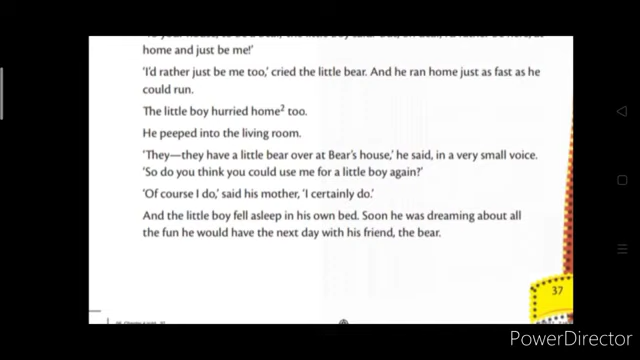 home and just be me!'
'I'd rather just be me too,' cried the little bear. And he ran home just as fast as he
could run.
The little boy hurried home² too.
He peeped into the living room.
'They—they have a little bear over at Bear's house,' he said, in a very small voice.
'So do you think you could use me for a little boy again?'
'Of course I do,' said his mother, 'I certainly do.'
And the little boy fell asleep in his own bed. Soon he was dreaming about all
the fun he would have the next day with his friend, the bear.
37
PowerDirector